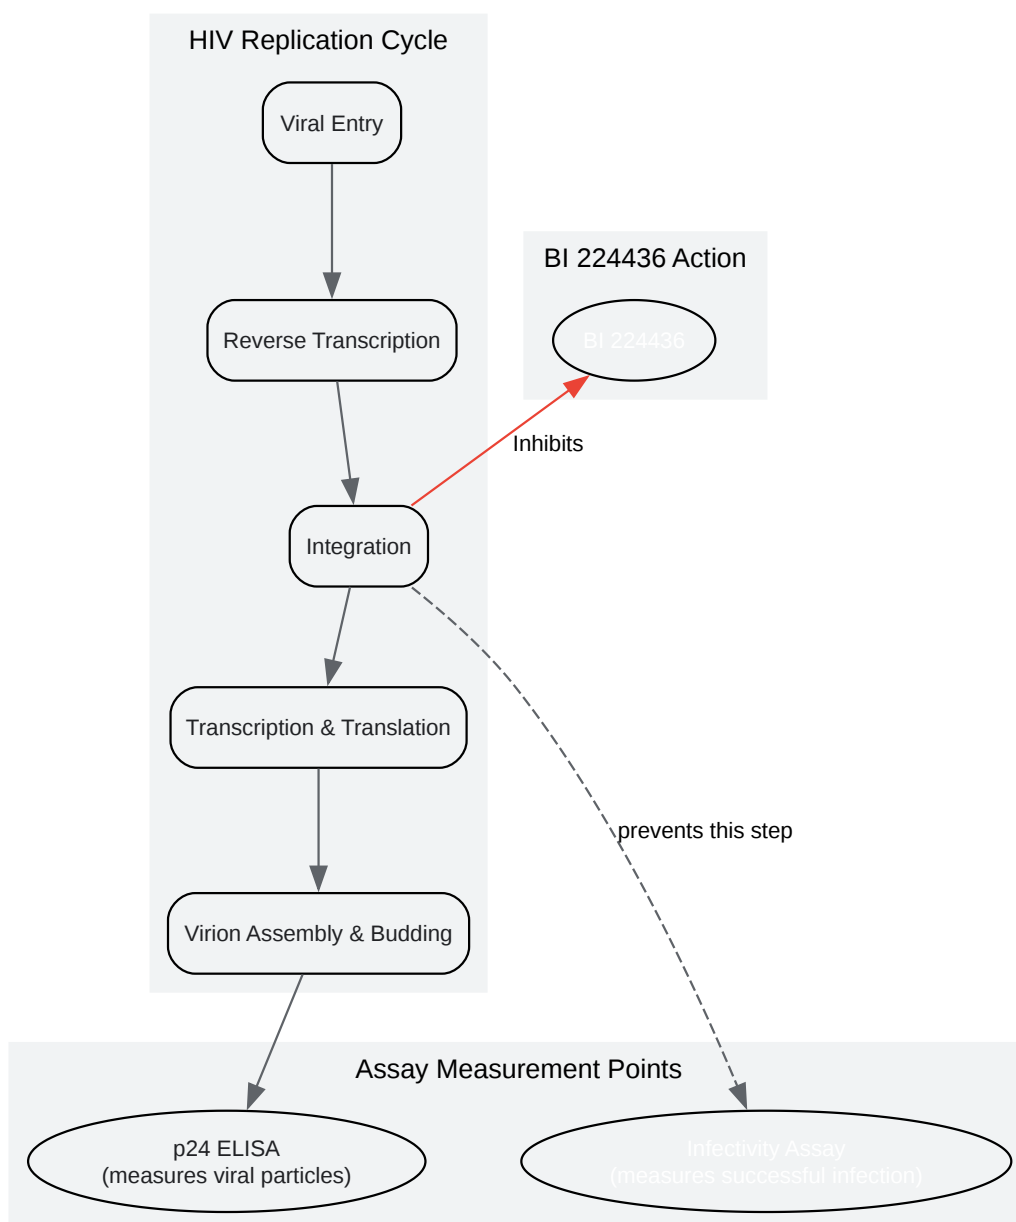 HIV Replication Cycle
Viral Entry
BI 224436 Action
Reverse Transcription
BI 224436
Inhibits
Integration
Transcription & Translation
prevents this step
Virion Assembly & Budding
Assay Measurement Points
p24 ELISA
(measures viral particles)
Infectivity Assay
(measures successful infection)